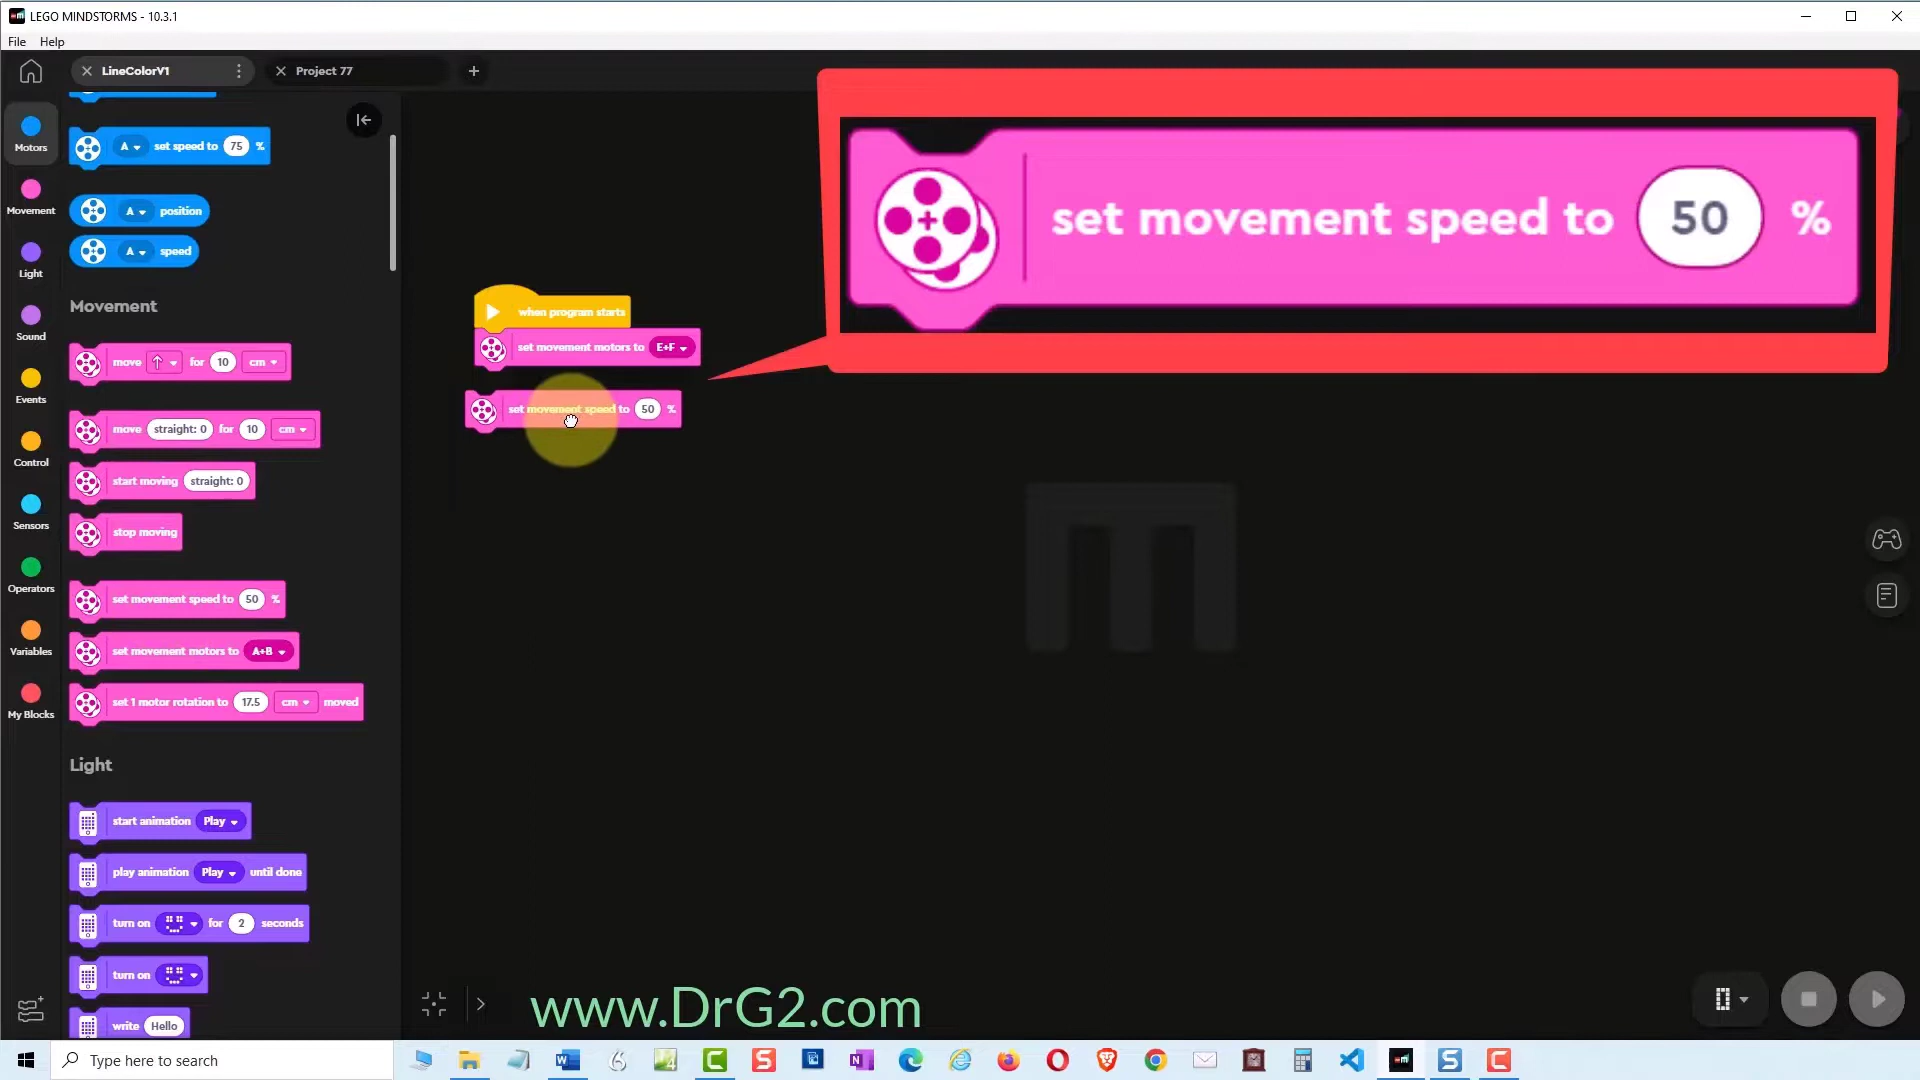 LEGO MINDSTORMS - 10.3.1
File Help
LineColorV1
Project 77
Motors
Movement
Light
Sound
Events
Control
Sensors
Operators
Variables
My Blocks
A set speed to 75 %
A position
A speed
Movement
move for 10 cm
move straight: 0 for 10 cm
start moving straight: 0
stop moving
set movement speed to 50 %
set movement motors to A+B
set 1 motor rotation to 17.5 cm moved
Light
start animation Play
play animation Play until done
turn on for 2 seconds
turn on
write Hello
when program starts
set movement motors to E+F
set movement speed to 50 %
set movement speed to 50 %
www.DrG2.com
Type here to search